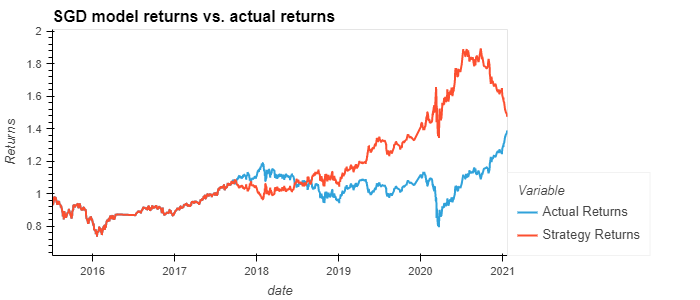 SGD model returns vs. actual returns
Returns
2
1.8
1.6
1.4
1.2
1
0.8
2016
2017
2018
2019
2020
2021
date
Variable
Actual Returns
Strategy Returns